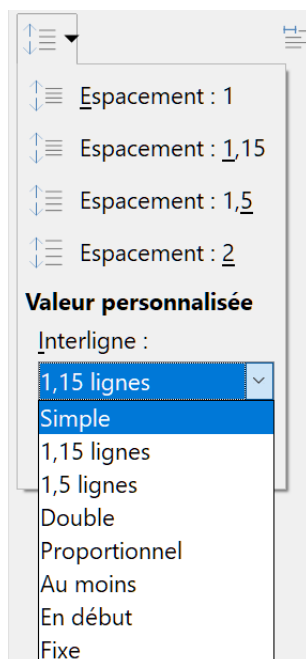 Espacement : 1
Espacement : 1,15
Espacement : 1,5
Espacement : 2
Valeur personnalisée
Interligne :
1,15 lignes
Simple
1,15 lignes
1,5 lignes
Double
Proportionnel
Au moins
En début
Fixe